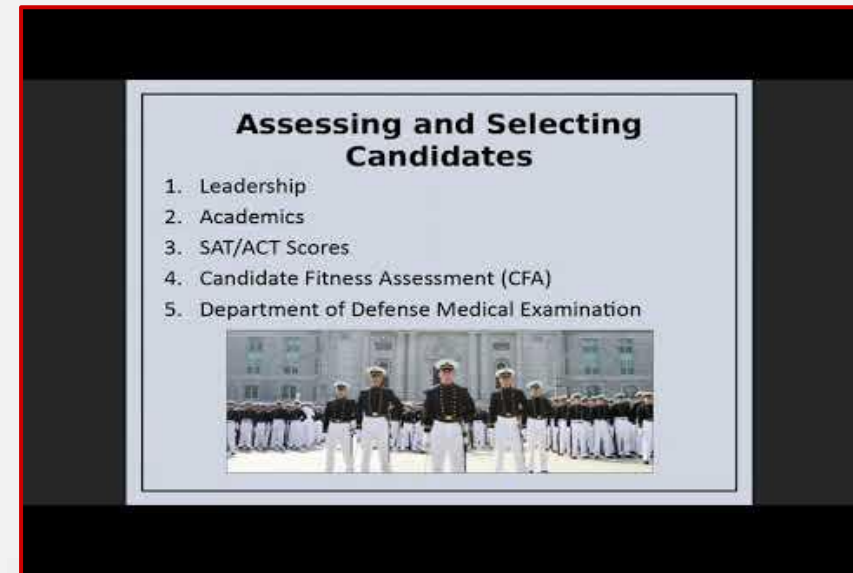 Assessing and Selecting
Candidates
1. Leadership
2. Academics
3. SAT/ACT Scores
4. Candidate Fitness Assessment (CFA)
5. Department of Defense Medical Examination